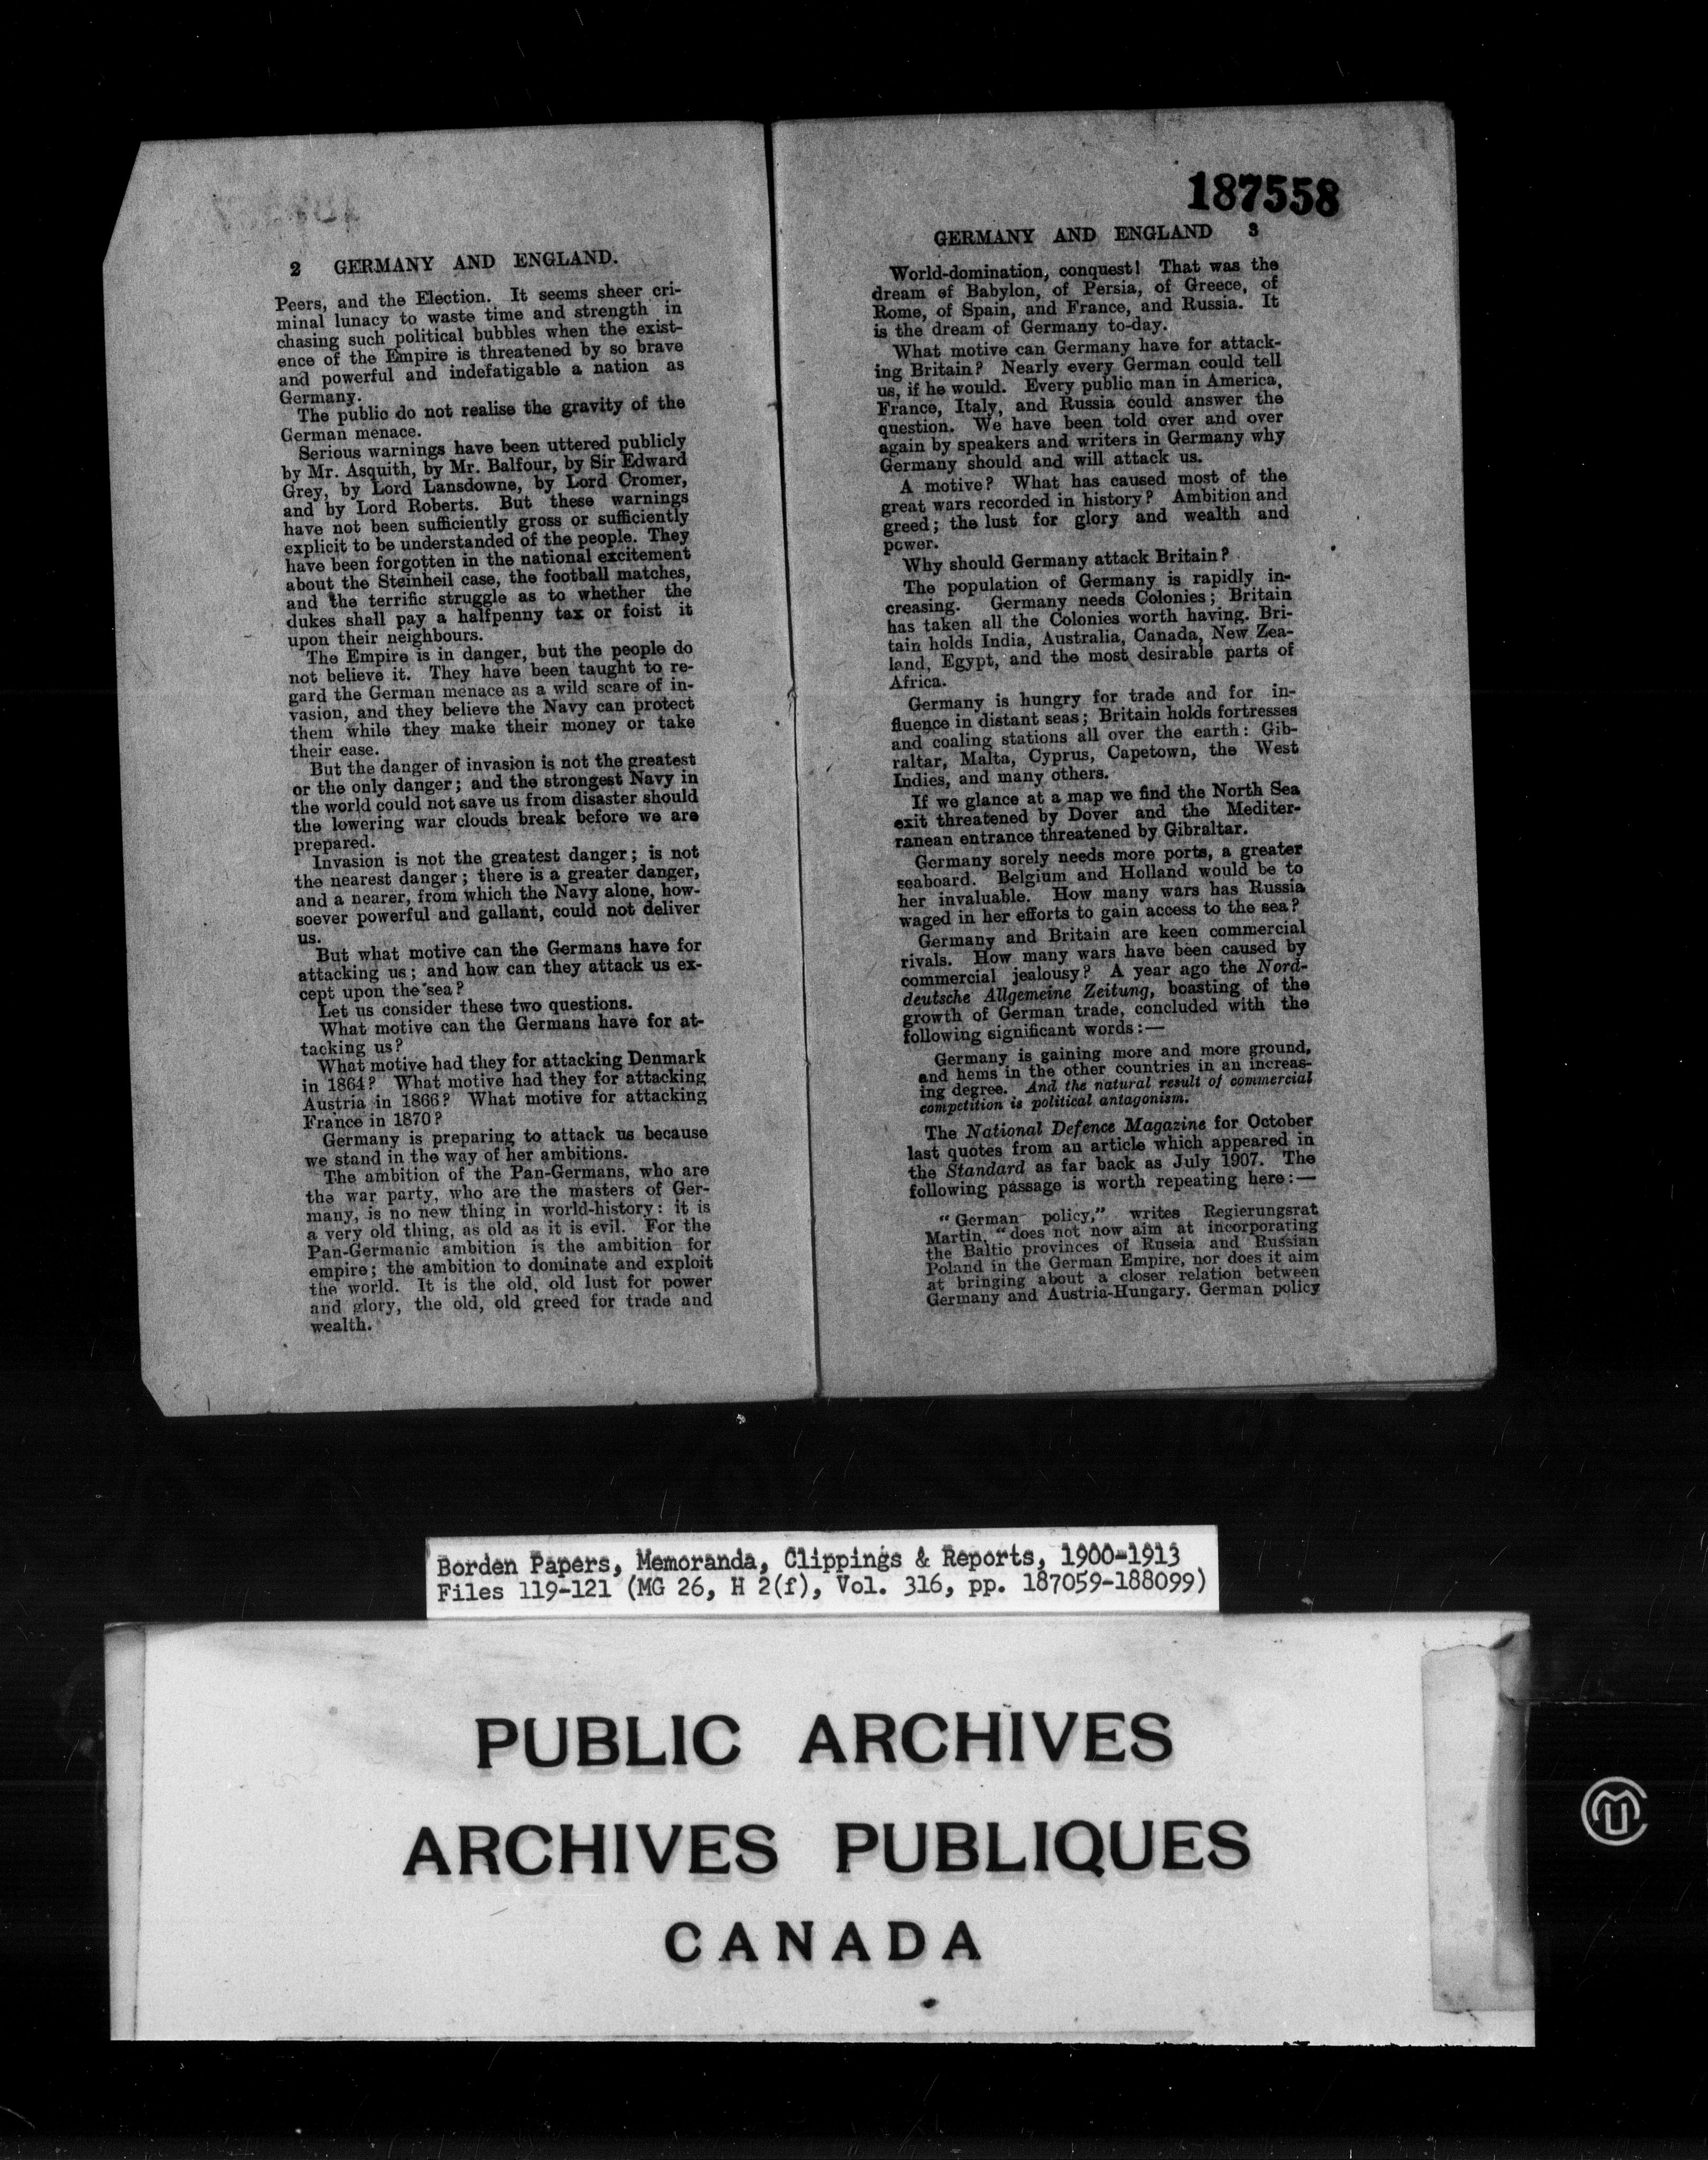 2 GERMANY AND ENGLAND.
Peers, and the Election. It seems sheer cri-
minal lunacy to waste time and strength in
chasing such political bubbles when the exist-
ence of the Empire is threatened by so brave
and powerful and indefatigable a nation as
Germany.
The public do not realise the gravity of the
German menace.
Serious warnings have been uttered publicly
by Mr. Asquith, by Mr. Balfour, by Sir Edward
Grey, by Lord Lansdowne, by Lord Cromer,
and by Lord Roberts. But these warnings
have not been sufficiently gross or sufficiently
explicit to be understanded of the people. They
have been forgotten in the national excitement
about the Steinheil case, the football matches,
and the terrific struggle as to whether the
dukes shall pay a halfpenny tax or foist it
upon their neighbours.
The Empire is in danger, but the people do
not believe it. They have been taught to re-
gard the German menace as a wild scare of in-
vasion, and they believe the Navy can protect
them while they make their money or take
their ease.
But the danger of invasion is not the greatest
or the only danger; and the strongest Navy in
the world could not save us from disaster should
the lowering war clouds break before we are
prepared.
Invasion is not the greatest danger; is not
the nearest danger; there is a greater danger,
and a nearer, from which the Navy alone, how-
soever powerful and gallant, could not deliver
us.
But what motive can the Germans have for
attacking us; and how can they attack us ex-
cept upon the sea?
Let us consider these two questions.
What motive can the Germans have for at-
tacking us?
What motive had they for attacking Denmark
in 1864? What motive had they for attacking
Austria in 1866? What motive for attacking
France in 1870?
Germany is preparing to attack us because
we stand in the way of her ambitions.
The ambition of the Pan-Germans, who are
the war party, who are the masters of Ger-
many, is no new thing in world-history: it is
a very old thing, as old as it is evil. For the
Pan-Germanic ambition is the ambition for
empire; the ambition to dominate and exploit
the world. It is the old, old lust for power
and glory, the old, old greed for trade and
wealth.
187558
GERMANY AND ENGLAND 3
World-domination, conquest! That was the
dream of Babylon, of Persia, of Greece, of
Rome, of Spain, and France, and Russia. It
is the dream of Germany to-day.
What motive can Germany have for attack-
ing Britain? Nearly every German could tell
us, if he would. Every public man in America,
France, Italy, and Russia could answer the
question. We have been told over and over
again by speakers and writers in Germany why
Germany should and will attack us.
A motive? What has caused most of the
great wars recorded in history? Ambition and
greed; the lust for glory and wealth and
power.
Why should Germany attack Britain?
The population of Germany is rapidly in-
creasing. Germany needs Colonies; Britain
has taken all the Colonies worth having. Bri-
tain holds India, Australia, Canada, New Zea-
land, Egypt, and the most desirable parts of
Africa.
Germany is hungry for trade and for in-
fluence in distant seas; Britain holds fortresses
and coaling stations all over the earth: Gib-
raltar, Malta, Cyprus, Capetown, the West
Indies, and many others.
If we glance at a map we find the North Sea
exit threatened by Dover and the Mediter-
ranean entrance threatened by Gibraltar.
Germany sorely needs more ports, a greater
seaboard. Belgium and Holland would be to
her invaluable. How many wars has Russia
waged in her efforts to gain access to the sea?
Germany and Britain are keen commercial
rivals. How many wars have been caused by
commercial jealousy? A year ago the Nord-
deutsche Allgemeine Zeitung, boasting of the
growth of German trade, concluded with the
following significant words:—
Germany is gaining more and more ground,
and hems in the other countries in an increas-
ing degree. And the natural result of commercial
competition is political antagonism.
The National Defence Magazine for October
last quotes from an article which appeared in
the Standard as far back as July 1907. The
following passage is worth repeating here:—
"German policy," writes Regierungsrat
Martin, "does not now aim at incorporating
the Baltic provinces of Russia and Russian
Poland in the German Empire, nor does it aim
at bringing about a closer relation between
Germany and Austria-Hungary. German policy
Borden Papers, Memoranda, Clippings & Reports, 1900-1913
Files 119-121 (MG 26, H 2(f), Vol. 316, pp. 187059-188099)
PUBLIC ARCHIVES
ARCHIVES PUBLIQUES
CANADA